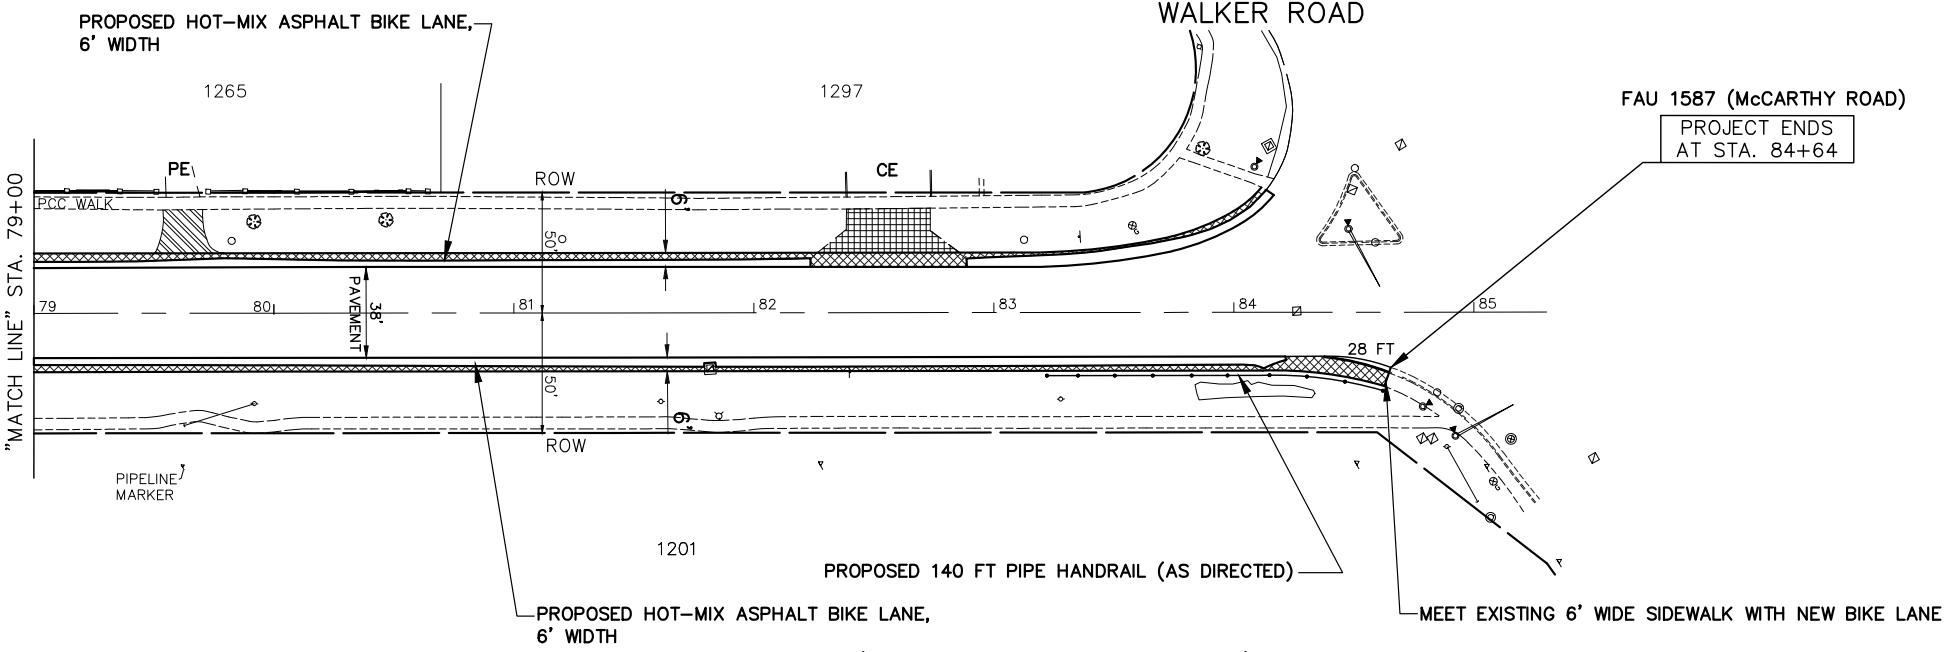 PROPOSED HOT-MIX ASPHALT BIKE LANE,
6' WIDTH
WALKER ROAD
1265
1297
FAU 1587 (McCARTHY ROAD)
PROJECT ENDS
AT STA. 84+64
"MATCH LINE" STA. 79+00
PE
CE
ROW
PCC WALK
6'
50'
79
80
81
82
83
84
85
38'
PAVEMENT
28 FT
50'
6'
ROW
PIPELINE
MARKER
1201
PROPOSED 140 FT PIPE HANDRAIL (AS DIRECTED)
PROPOSED HOT-MIX ASPHALT BIKE LANE,
6' WIDTH
MEET EXISTING 6' WIDE SIDEWALK WITH NEW BIKE LANE